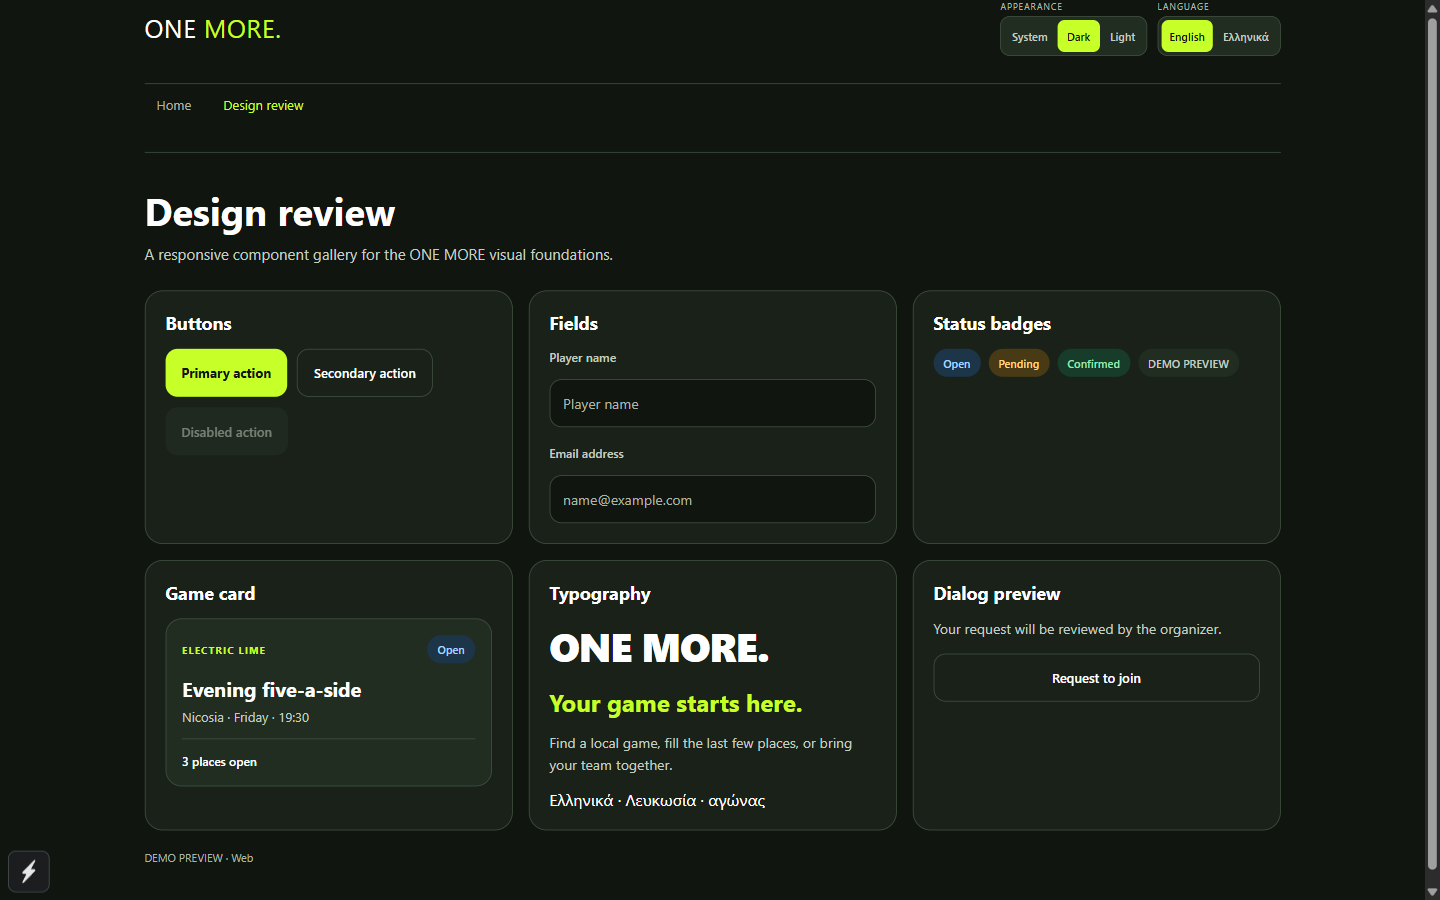 ONE MORE.
APPEARANCE
System Dark Light
LANGUAGE
English Ελληνικά
Home Design review
Design review
A responsive component gallery for the ONE MORE visual foundations.
Buttons
Primary action Secondary action
Disabled action
Fields
Player name
Player name
Email address
name@example.com
Status badges
Open Pending Confirmed DEMO PREVIEW
Game card
ELECTRIC LIME Open
Evening five-a-side
Nicosia · Friday · 19:30
3 places open
Typography
ONE MORE.
Your game starts here.
Find a local game, fill the last few places, or bring
your team together.
Ελληνικά · Λευκωσία · αγώνας
Dialog preview
Your request will be reviewed by the organizer.
Request to join
DEMO PREVIEW · Web